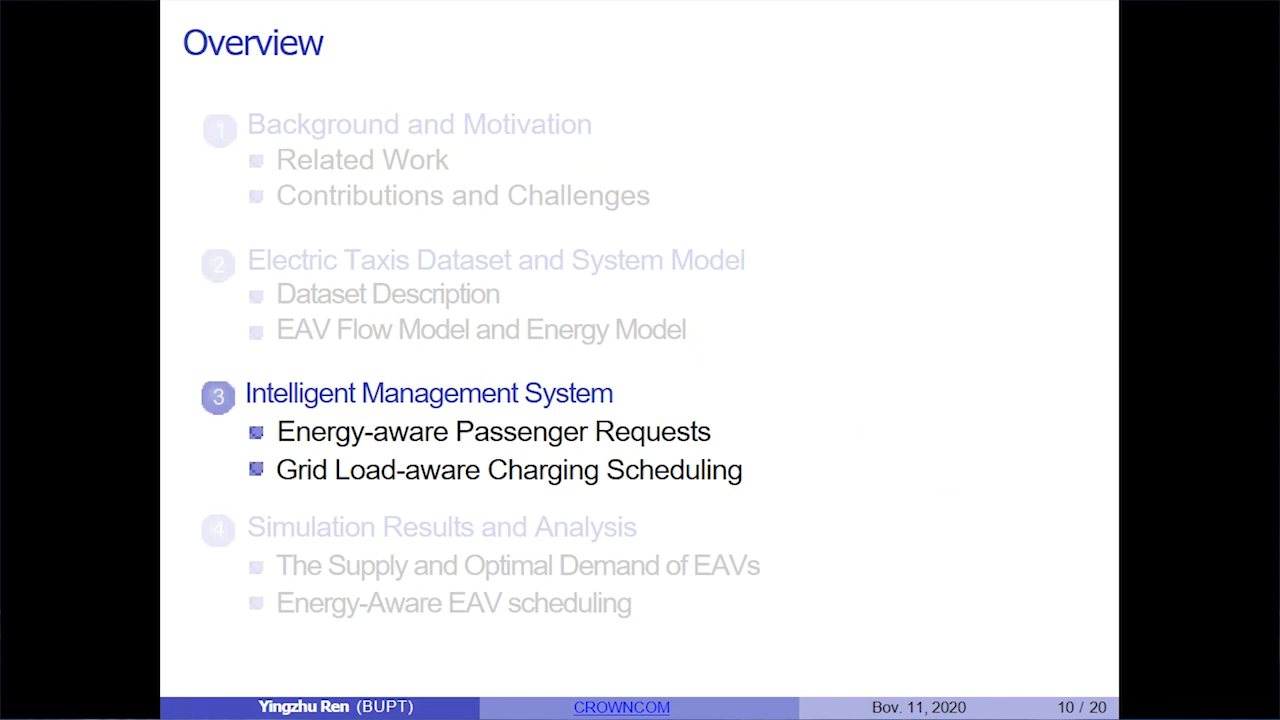 Overview
1 Background and Motivation
Related Work
Contributions and Challenges
2 Electric Taxis Dataset and System Model
Dataset Description
EAV Flow Model and Energy Model
3 Intelligent Management System
Energy-aware Passenger Requests
Grid Load-aware Charging Scheduling
4 Simulation Results and Analysis
The Supply and Optimal Demand of EAVs
Energy-Aware EAV scheduling
Yingzhu Ren (BUPT) CROWNCOM Bov. 11, 2020 10 / 20